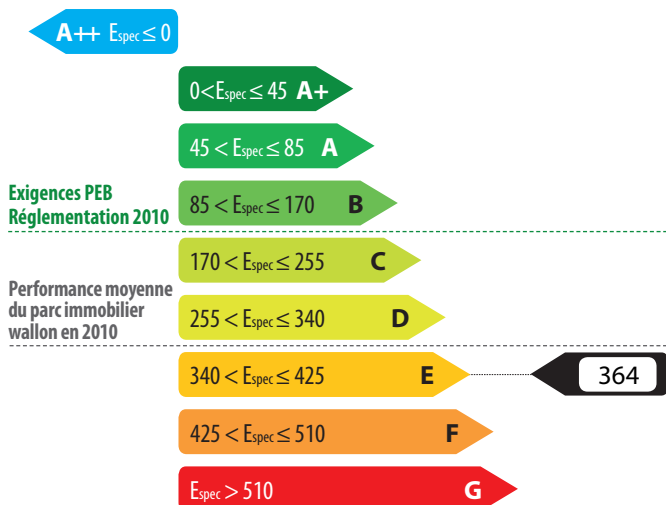 A++ Espec ≤ 0
0<Espec ≤ 45 A+
45 < Espec ≤ 85 A
Exigences PEB
Réglementation 2010
85 < Espec ≤ 170 B
170 < Espec ≤ 255 C
Performance moyenne
du parc immobilier
wallon en 2010
255 < Espec ≤ 340 D
340 < Espec ≤ 425 E
364
425 < Espec ≤ 510 F
Espec > 510 G